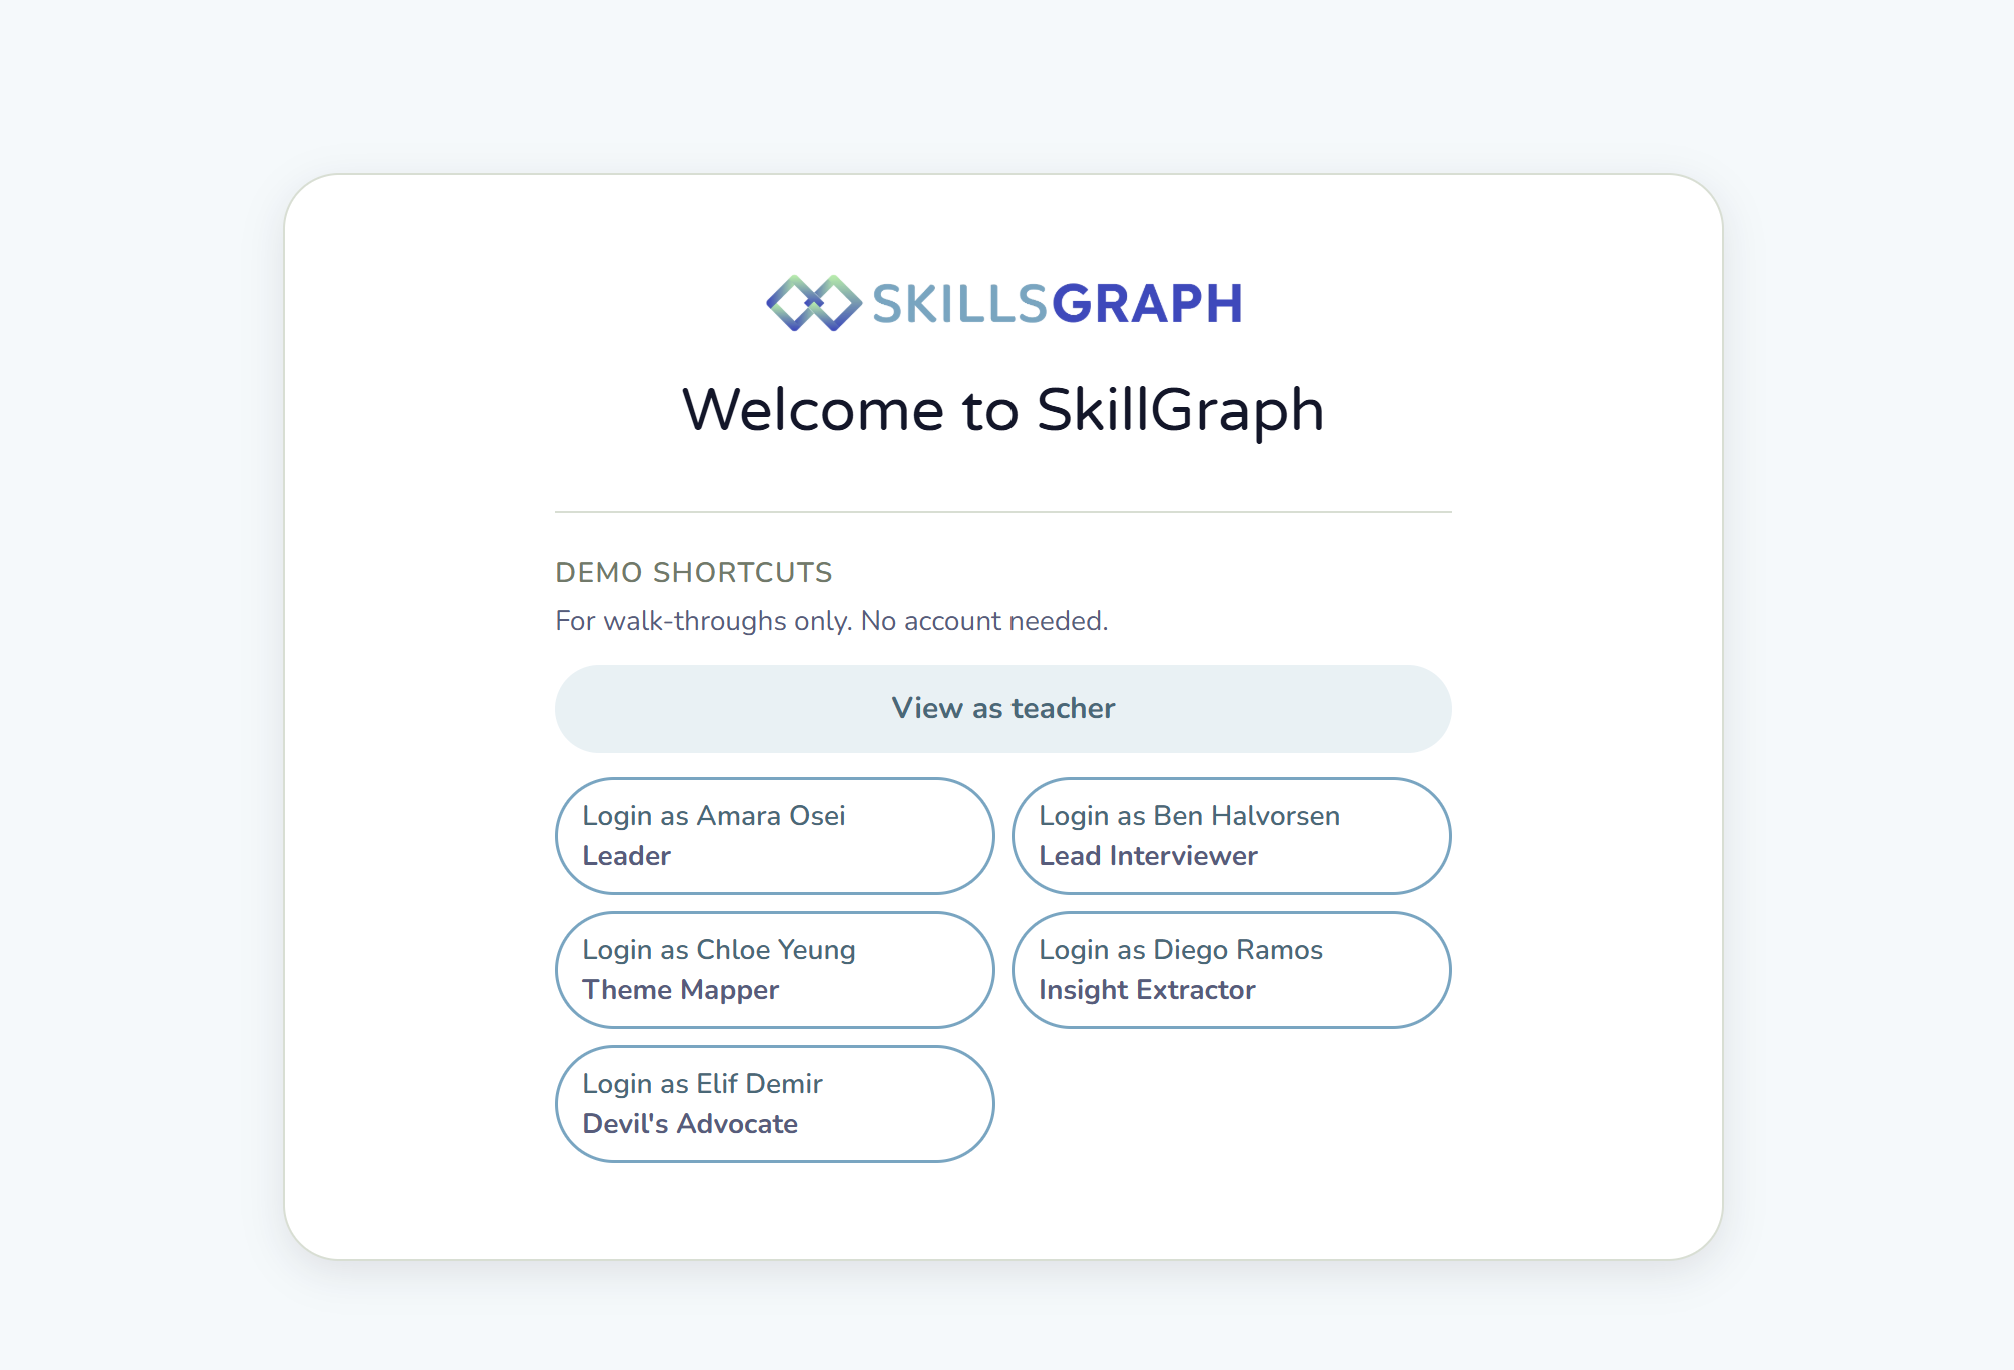 SKILLSGRAPH
Welcome to SkillGraph
DEMO SHORTCUTS
For walk-throughs only. No account needed.
View as teacher
Login as Amara Osei
Leader
Login as Ben Halvorsen
Lead Interviewer
Login as Chloe Yeung
Theme Mapper
Login as Diego Ramos
Insight Extractor
Login as Elif Demir
Devil's Advocate